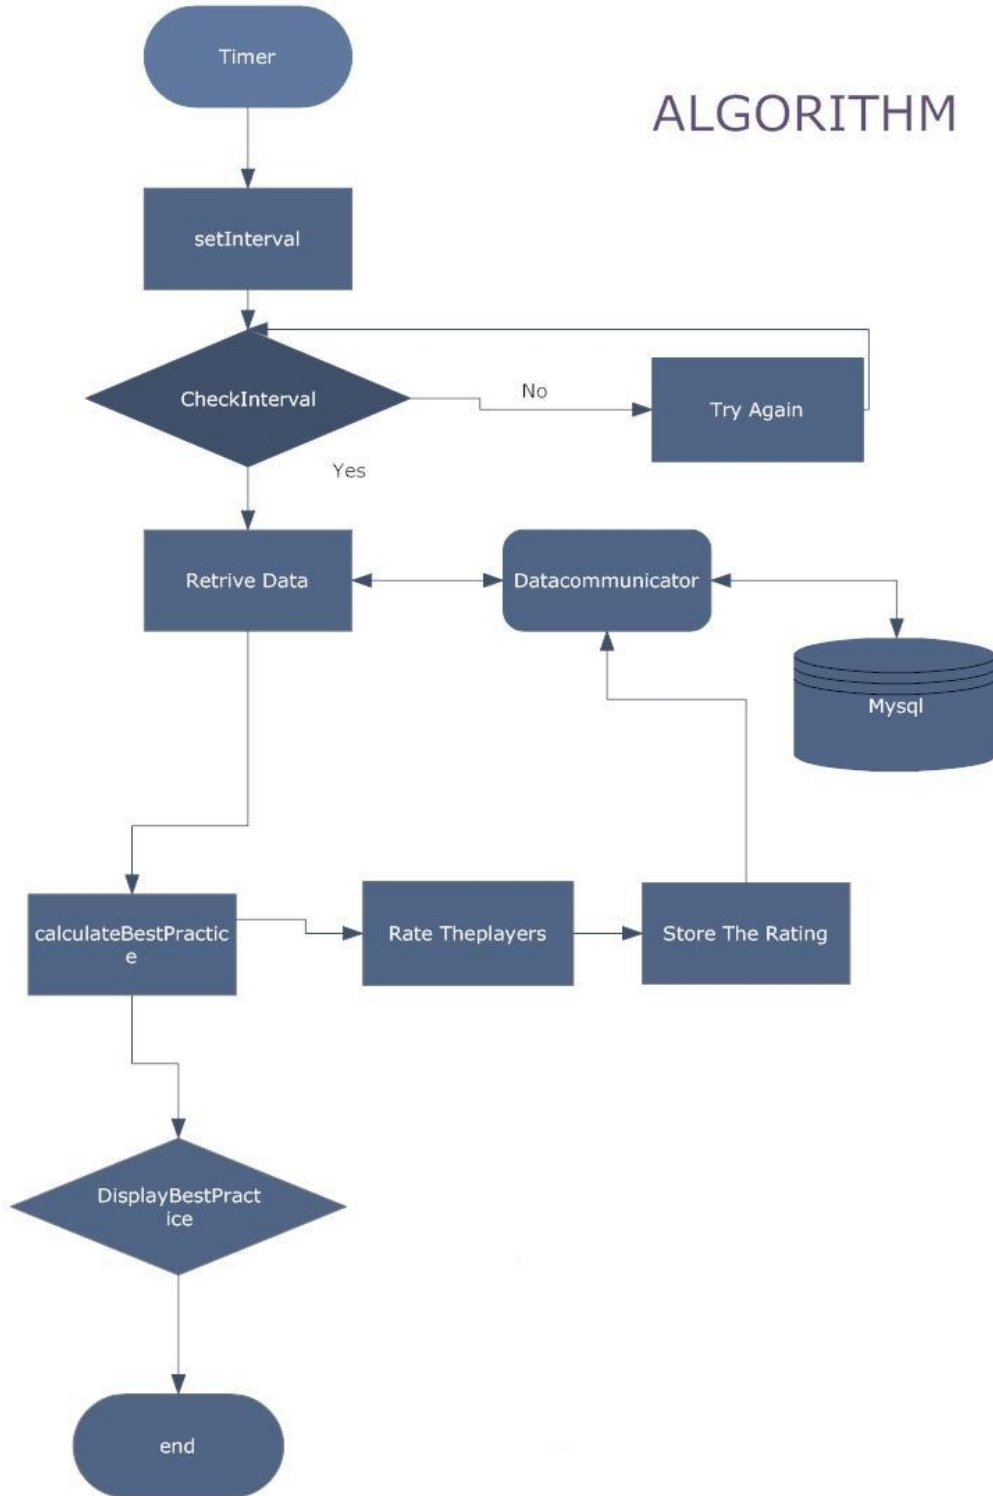 Timer
ALGORITHM
setInterval
CheckInterval
No
Try Again
Yes
Retrive Data
Datacommunicator
Mysql
calculateBestPractic
e
Rate Theplayers
Store The Rating
DisplayBestPract
ice
end